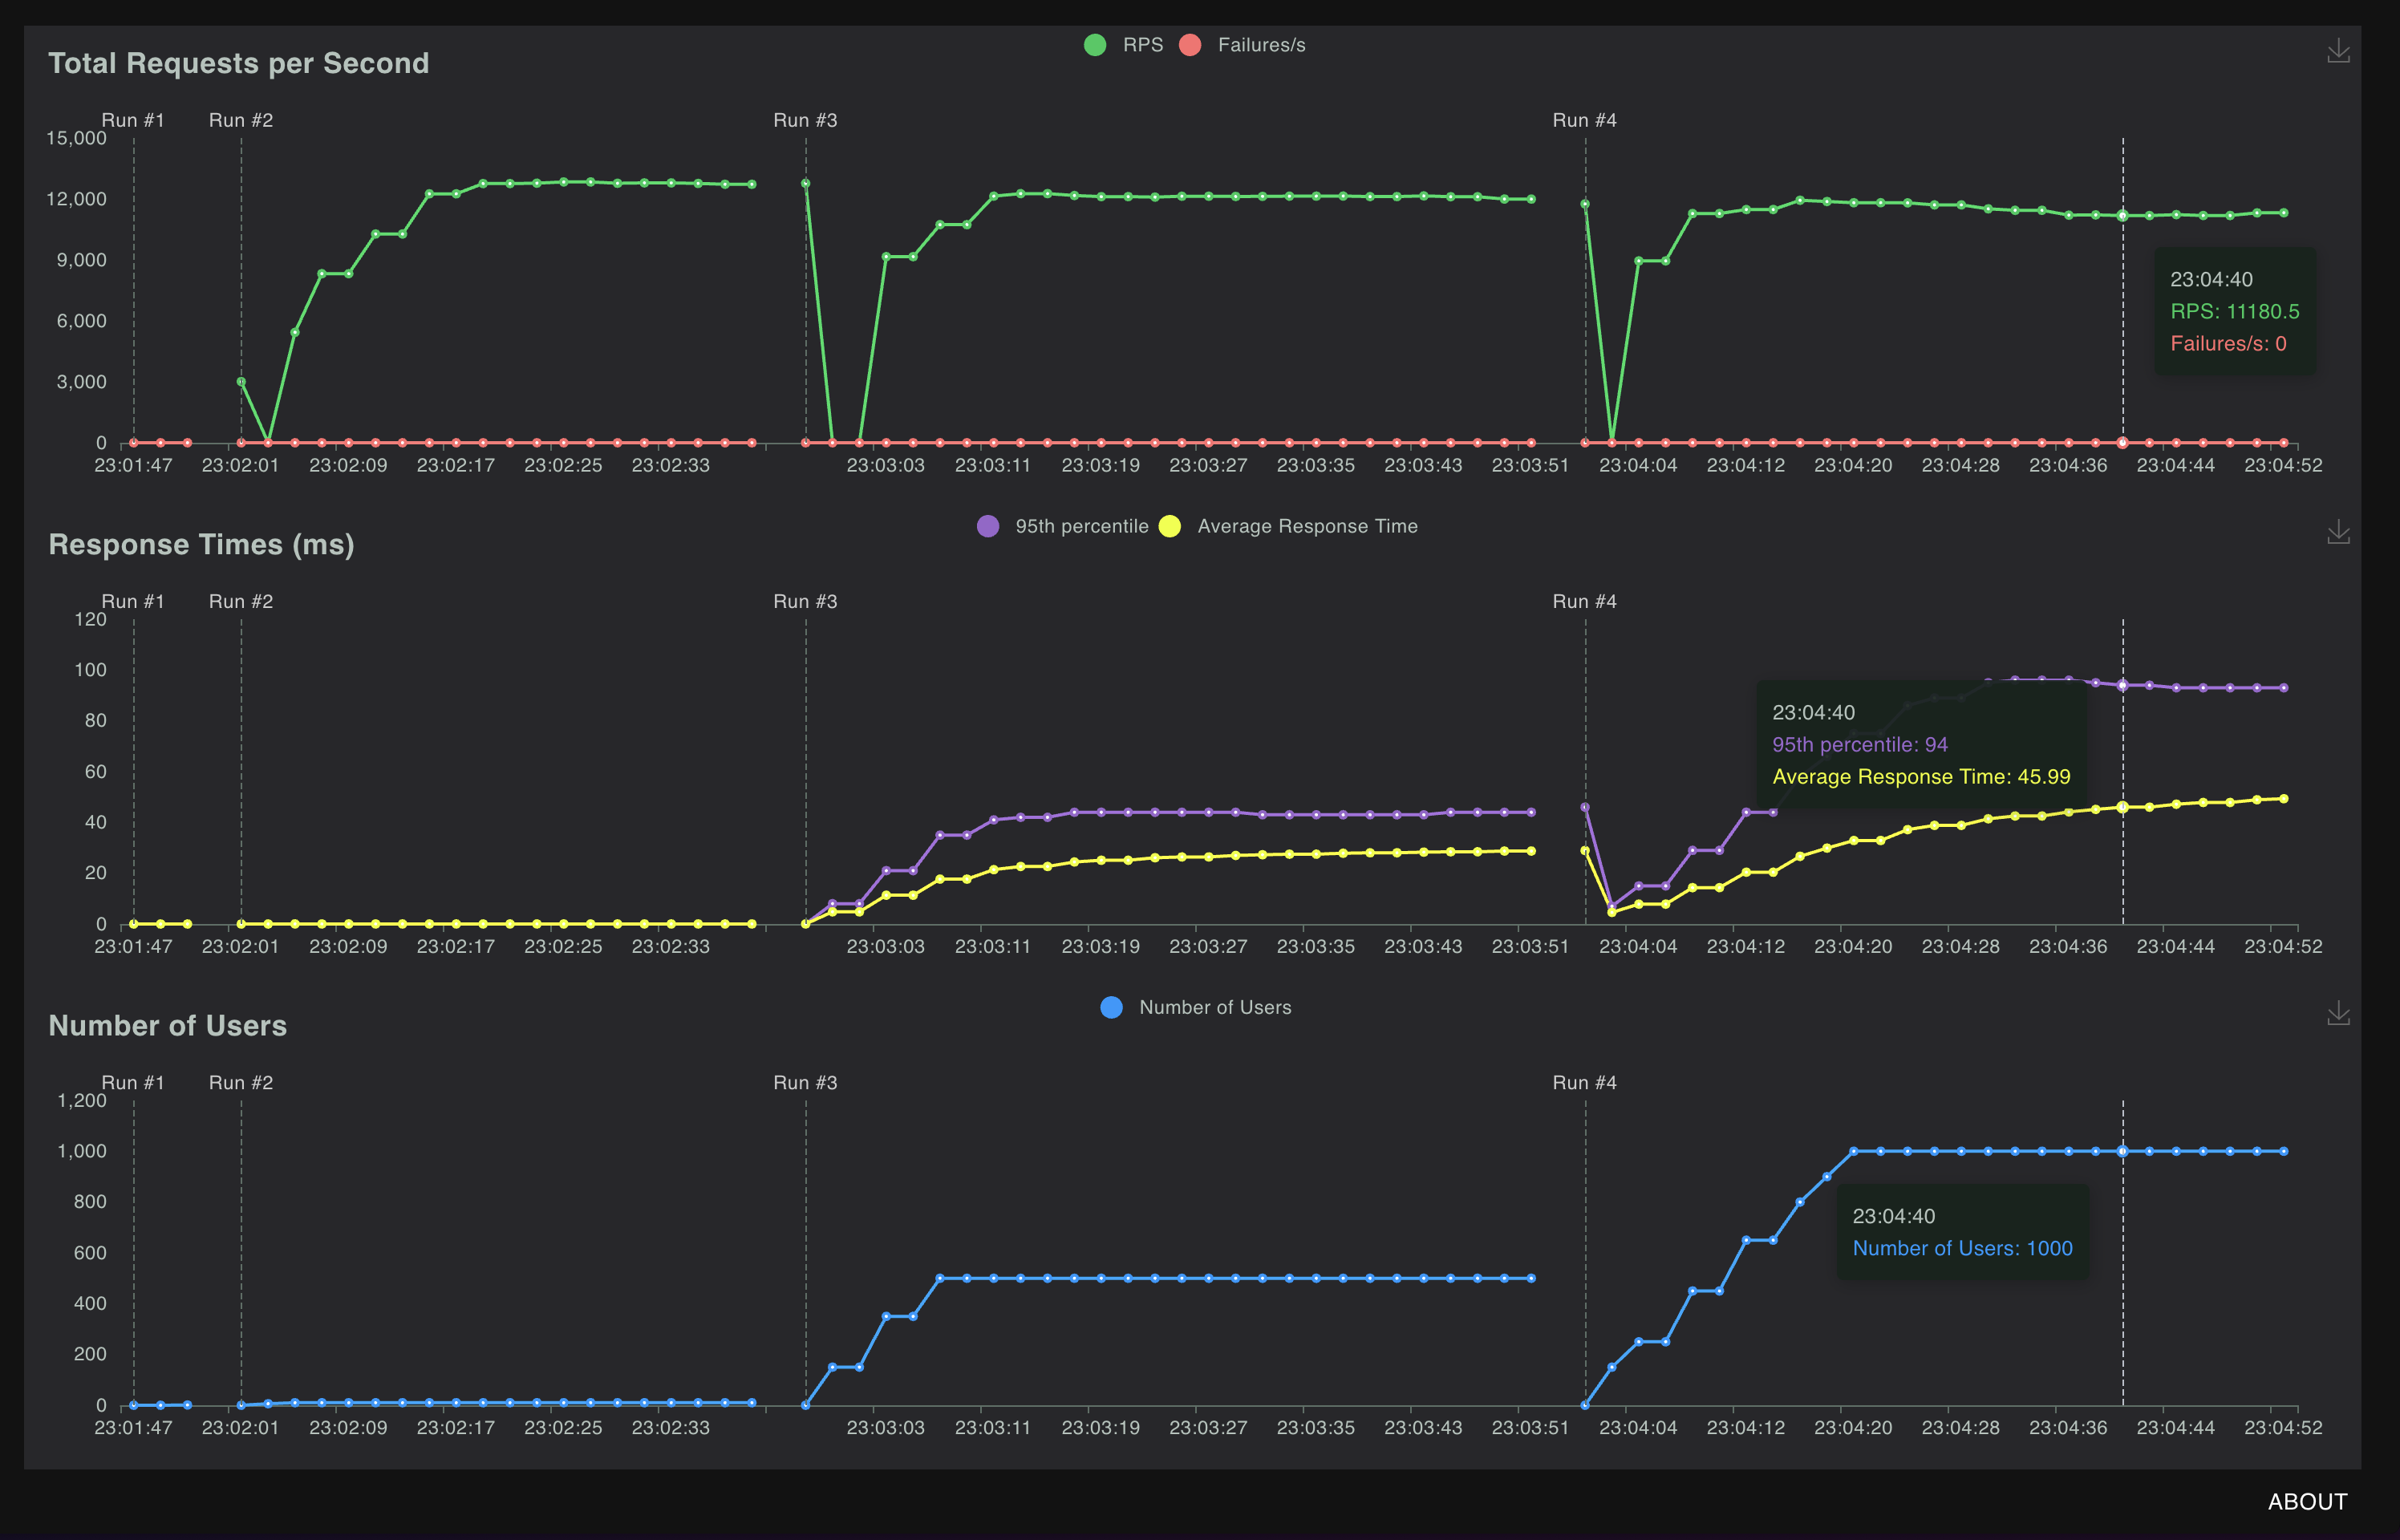 RPS Failures/s
Total Requests per Second
Run #1 Run #2 Run #3 Run #4
15,000
12,000
9,000
6,000
3,000
0
23:04:40
RPS: 11180.5
Failures/s: 0
23:01:47 23:02:01 23:02:09 23:02:17 23:02:25 23:02:33 23:03:03 23:03:11 23:03:19 23:03:27 23:03:35 23:03:43 23:03:51 23:04:04 23:04:12 23:04:20 23:04:28 23:04:36 23:04:44 23:04:52
95th percentile Average Response Time
Response Times (ms)
Run #1 Run #2 Run #3 Run #4
120
100
80
60
40
20
0
23:04:40
95th percentile: 94
Average Response Time: 45.99
23:01:47 23:02:01 23:02:09 23:02:17 23:02:25 23:02:33 23:03:03 23:03:11 23:03:19 23:03:27 23:03:35 23:03:43 23:03:51 23:04:04 23:04:12 23:04:20 23:04:28 23:04:36 23:04:44 23:04:52
Number of Users
Number of Users
Run #1 Run #2 Run #3 Run #4
1,200
1,000
800
600
400
200
0
23:04:40
Number of Users: 1000
23:01:47 23:02:01 23:02:09 23:02:17 23:02:25 23:02:33 23:03:03 23:03:11 23:03:19 23:03:27 23:03:35 23:03:43 23:03:51 23:04:04 23:04:12 23:04:20 23:04:28 23:04:36 23:04:44 23:04:52
ABOUT